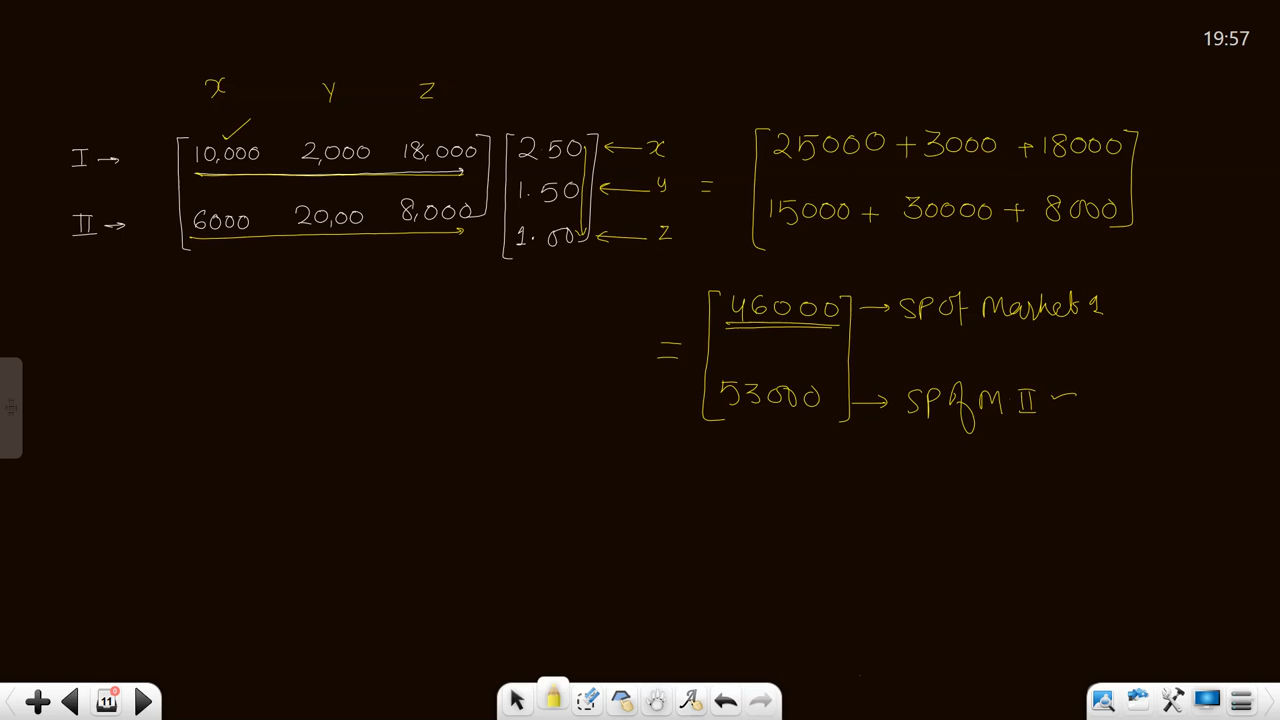 19:57
x y z
I → [10,000 2,000 18,000] [2.50] ← x = [25000 + 3000 + 18000]
1.50 ← y
II → [6000 20,00 8,000] [1.00] ← z [15000 + 30000 + 8000]
= [46000] → SP of Market 1
[53000] → SP of M. II
11
0